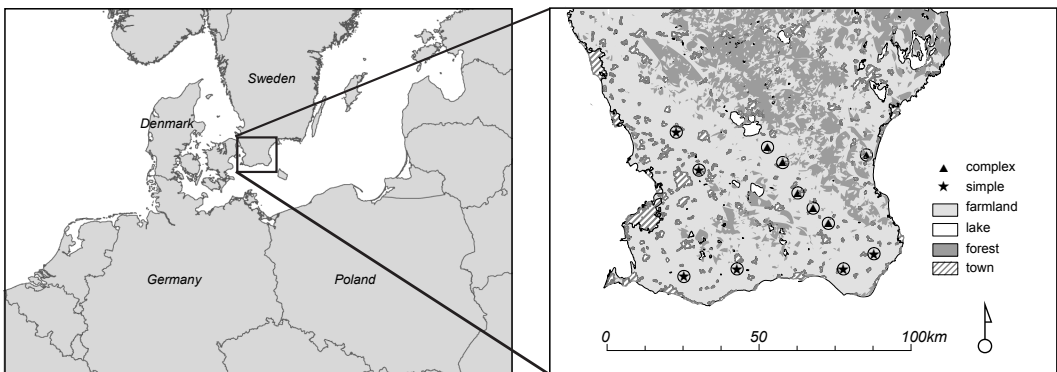 Sweden
Denmark
Germany
Poland
complex
simple
farmland
lake
forest
town
0 50 100km